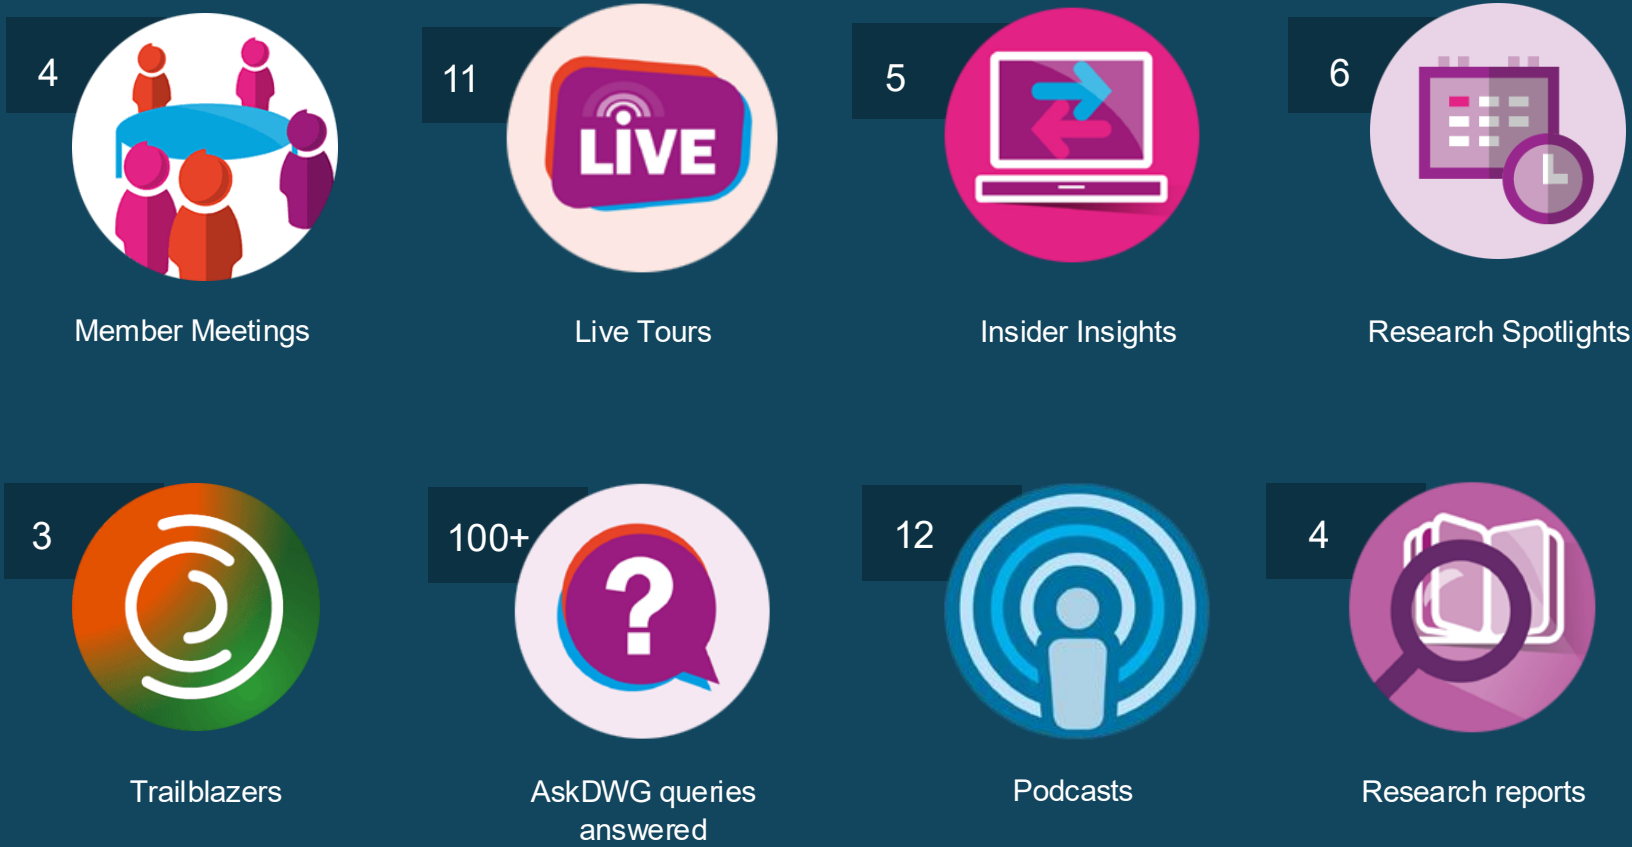 4
11
5
6
LiVE
Member Meetings
Live Tours
Insider Insights
Research Spotlights
3
100+
12
4
?
Trailblazers
AskDWG queries
answered
Podcasts
Research reports